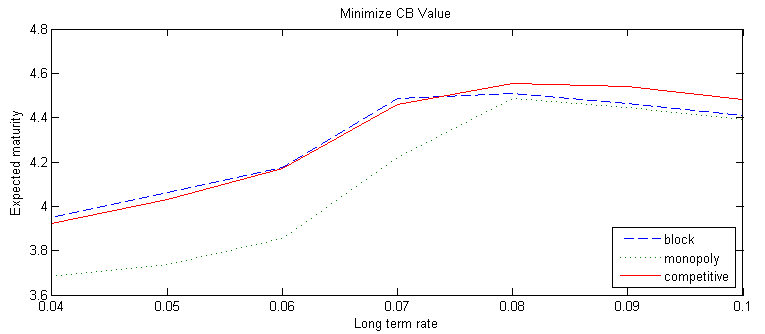 Minimize CB Value
4.8
4.6
4.4
4.2
4
3.8
3.6
Expected maturity
0.04 0.05 0.06 0.07 0.08 0.09 0.1
Long term rate
block
monopoly
competitive